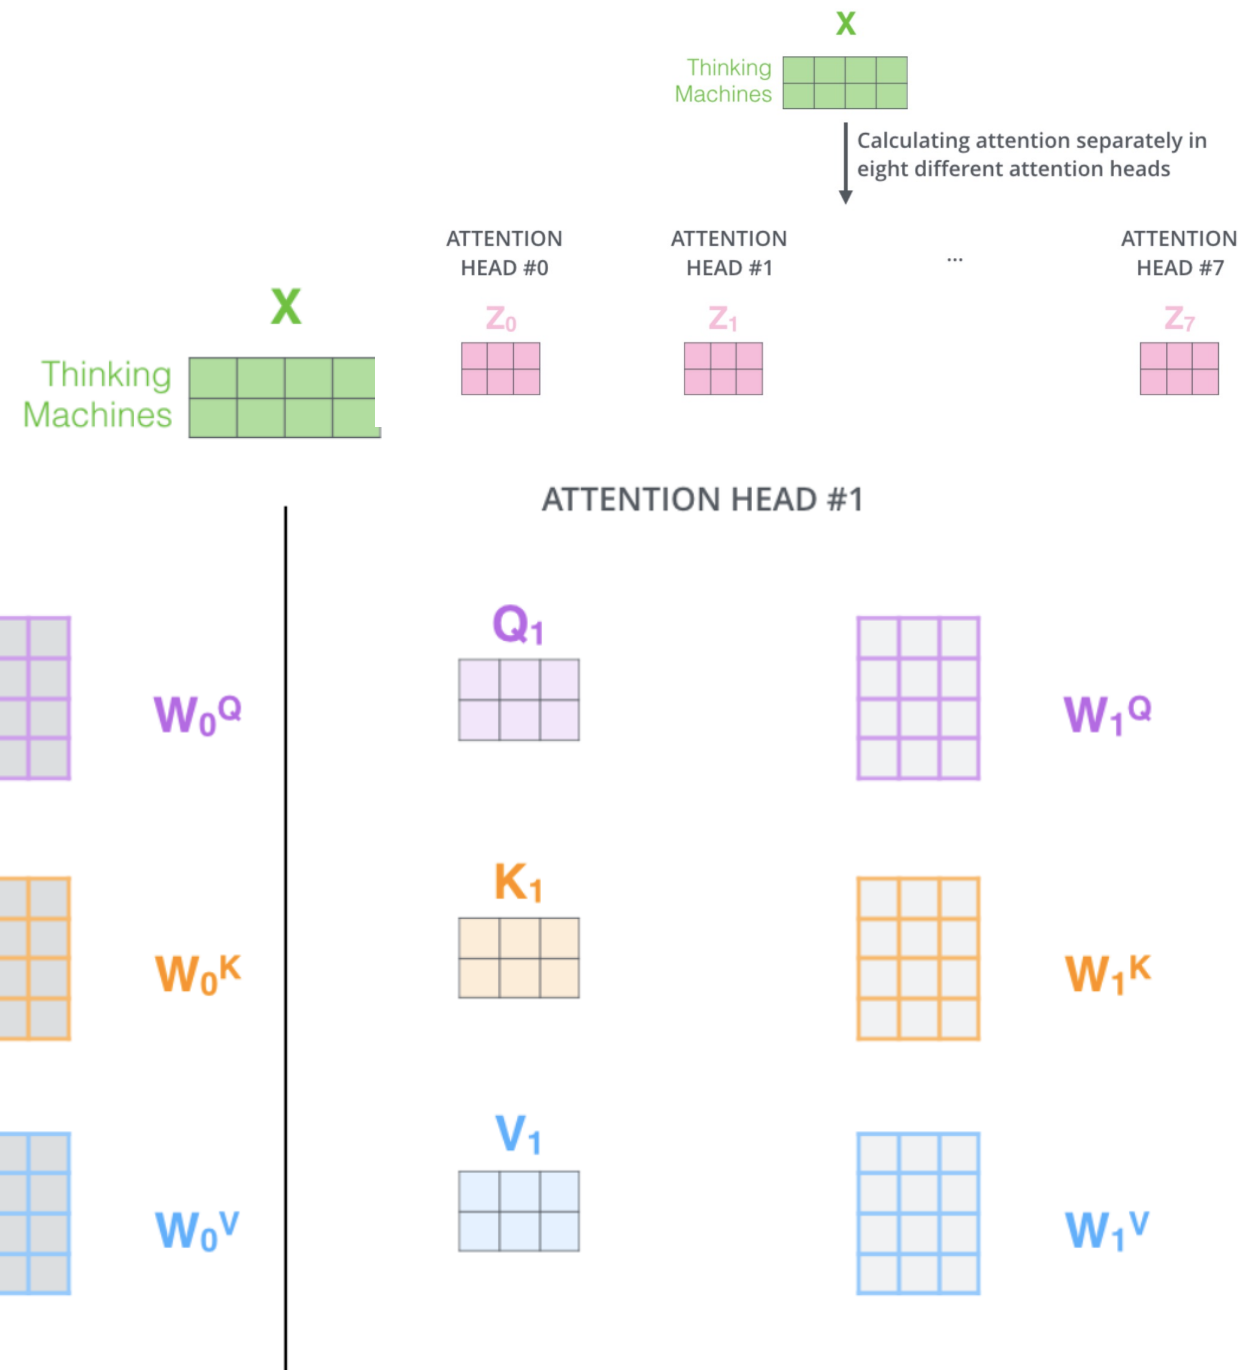 X
Thinking
Machines
Calculating attention separately in
eight different attention heads
ATTENTION
HEAD #0
ATTENTION
HEAD #1
...
ATTENTION
HEAD #7
Z₀
Z₁
Z₇
X
Thinking
Machines
ATTENTION HEAD #1
Q₁
W₀Q
W₁Q
K₁
W₀K
W₁K
V₁
W₀V
W₁V